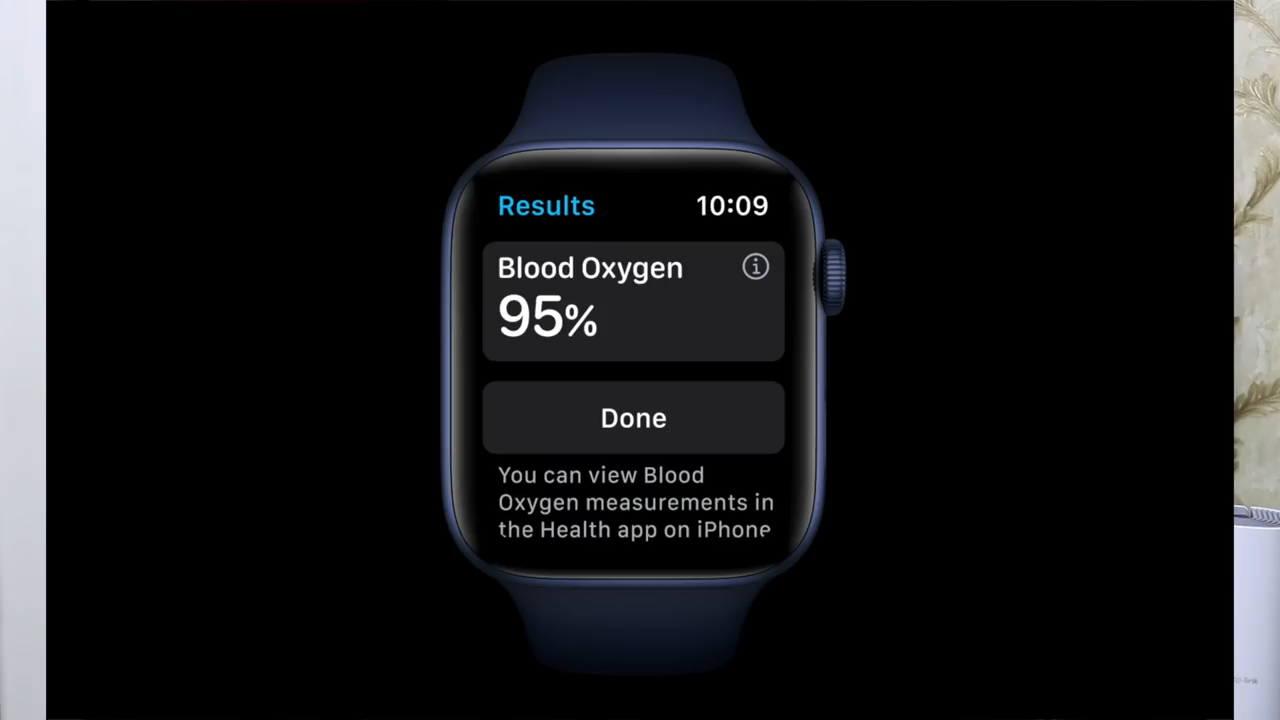 Results 10:09
Blood Oxygen
95%
Done
You can view Blood
Oxygen measurements in
the Health app on iPhone